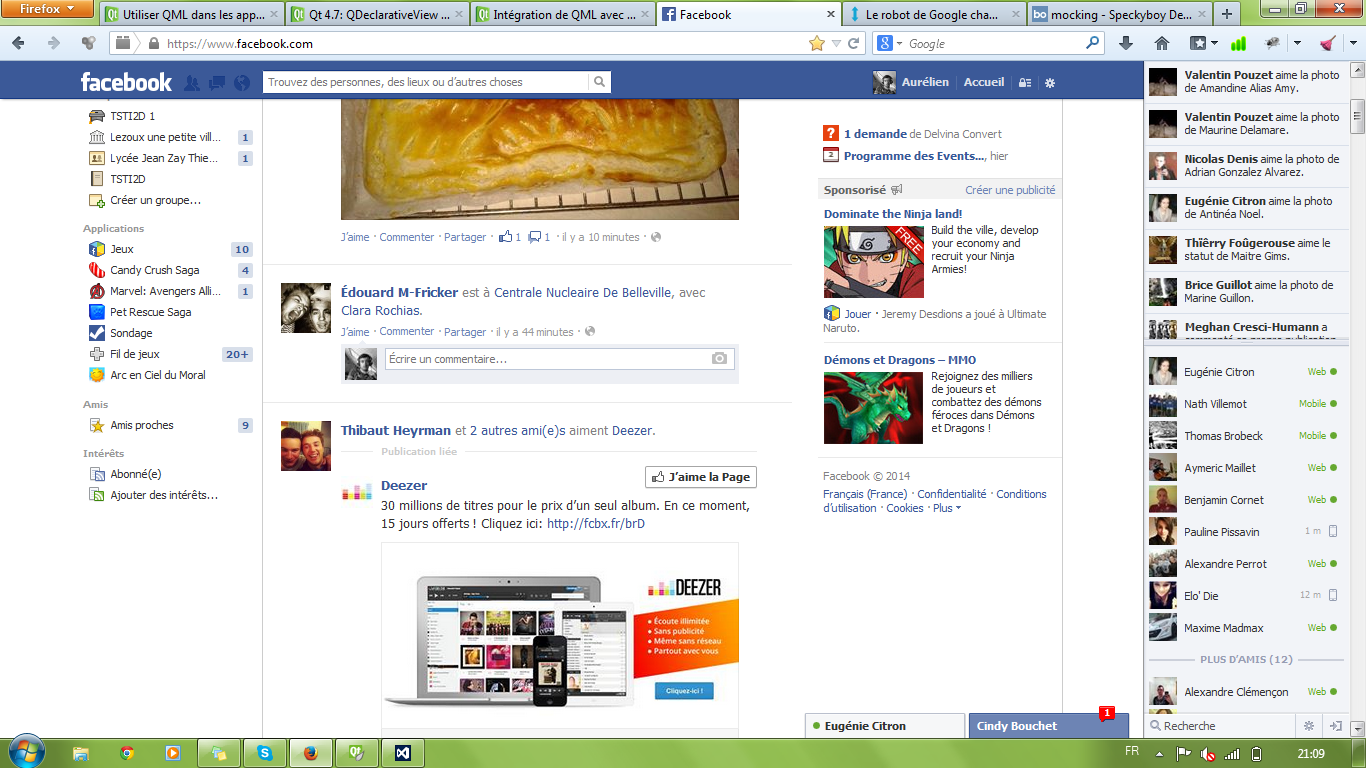 Firefox
Utiliser QML dans les app...
Qt 4.7: QDeclarativeView ...
Intégration de QML avec ...
Facebook
Le robot de Google cha...
mocking - Speckyboy De...
https://www.facebook.com
Google
facebook
Trouvez des personnes, des lieux ou d'autres choses
Aurélien
Accueil
TSTI2D 1
Lezoux une petite vill... 1
Lycée Jean Zay Thie... 1
TSTI2D
Créer un groupe...
Applications
Jeux 10
Candy Crush Saga 4
Marvel: Avengers Alli... 1
Pet Rescue Saga
Sondage
Fil de jeux 20+
Arc en Ciel du Moral
Amis
Amis proches 9
Intérêts
Abonné(e)
Ajouter des intérêts...
J'aime · Commenter · Partager · 1 1 · il y a 10 minutes ·
Édouard M-Fricker est à Centrale Nucleaire De Belleville, avec
Clara Rochias.
J'aime · Commenter · Partager · il y a 44 minutes ·
Écrire un commentaire...
Thibaut Heyrman et 2 autres ami(e)s aiment Deezer.
Publication liée
Deezer
J'aime la Page
30 millions de titres pour le prix d'un seul album. En ce moment,
15 jours offerts ! Cliquez ici: http://fcbx.fr/brD
DEEZER
• Écoute illimitée
• Sans publicité
• Même sans réseau
• Partout avec vous
Cliquez-ici !
1 demande de Delvina Convert
2 Programme des Events..., hier
Sponsorisé
Créer une publicité
Dominate the Ninja land!
FREE
Build the ville, develop
your economy and
recruit your Ninja
Armies!
Jouer · Jeremy Desdions a joué à Ultimate
Naruto.
Démons et Dragons – MMO
Rejoignez des milliers
de joueurs et
combattez des démons
féroces dans Démons
et Dragons !
Facebook © 2014
Français (France) · Confidentialité · Conditions
d'utilisation · Cookies · Plus
Valentin Pouzet aime la photo
de Amandine Alias Amy.
Valentin Pouzet aime la photo
de Maurine Delamare.
Nicolas Denis aime la photo de
Adrian Gonzalez Alvarez.
Eugénie Citron aime la photo
de Antinéa Noel.
Thïêrry Foûgerouse aime le
statut de Maitre Gims.
Brice Guillot aime la photo de
Marine Guillon.
Meghan Cresci-Humann a
commenté sa propre publication
Eugénie Citron Web
Nath Villemot Mobile
Thomas Brobeck Mobile
Aymeric Maillet Web
Benjamin Cornet Web
Pauline Pissavin 1 m
Alexandre Perrot Web
Elo' Die 12 m
Maxime Madmax Web
PLUS D'AMIS (12)
Alexandre Clémençon Web
Recherche
Eugénie Citron
Cindy Bouchet
1
FR
21:09